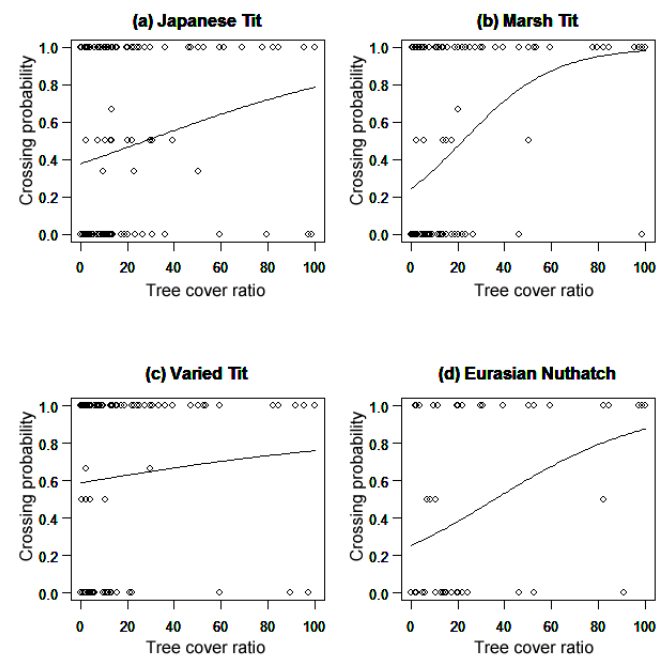 (a) Japanese Tit
Crossing probability
1.0
0.8
0.6
0.4
0.2
0.0
0 20 40 60 80 100
Tree cover ratio
(b) Marsh Tit
Crossing probability
1.0
0.8
0.6
0.4
0.2
0.0
0 20 40 60 80 100
Tree cover ratio
(c) Varied Tit
Crossing probability
1.0
0.8
0.6
0.4
0.2
0.0
0 20 40 60 80 100
Tree cover ratio
(d) Eurasian Nuthatch
Crossing probability
1.0
0.8
0.6
0.4
0.2
0.0
0 20 40 60 80 100
Tree cover ratio